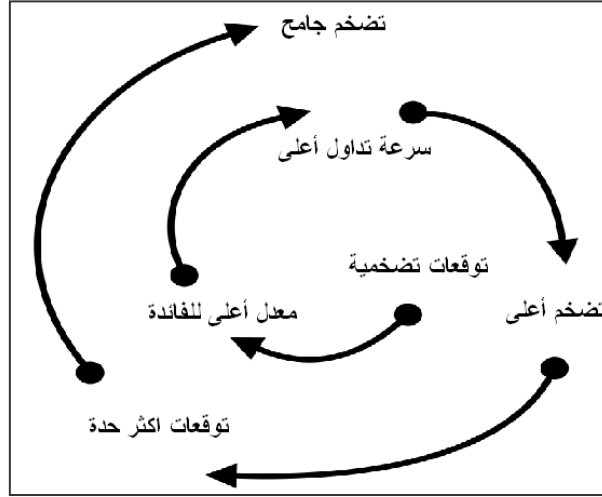 تضخم جامح
سرعة تداول أعلى
توقعات تضخمية
معدل أعلى للفائدة
تضخم أعلى
توقعات اكثر حدة